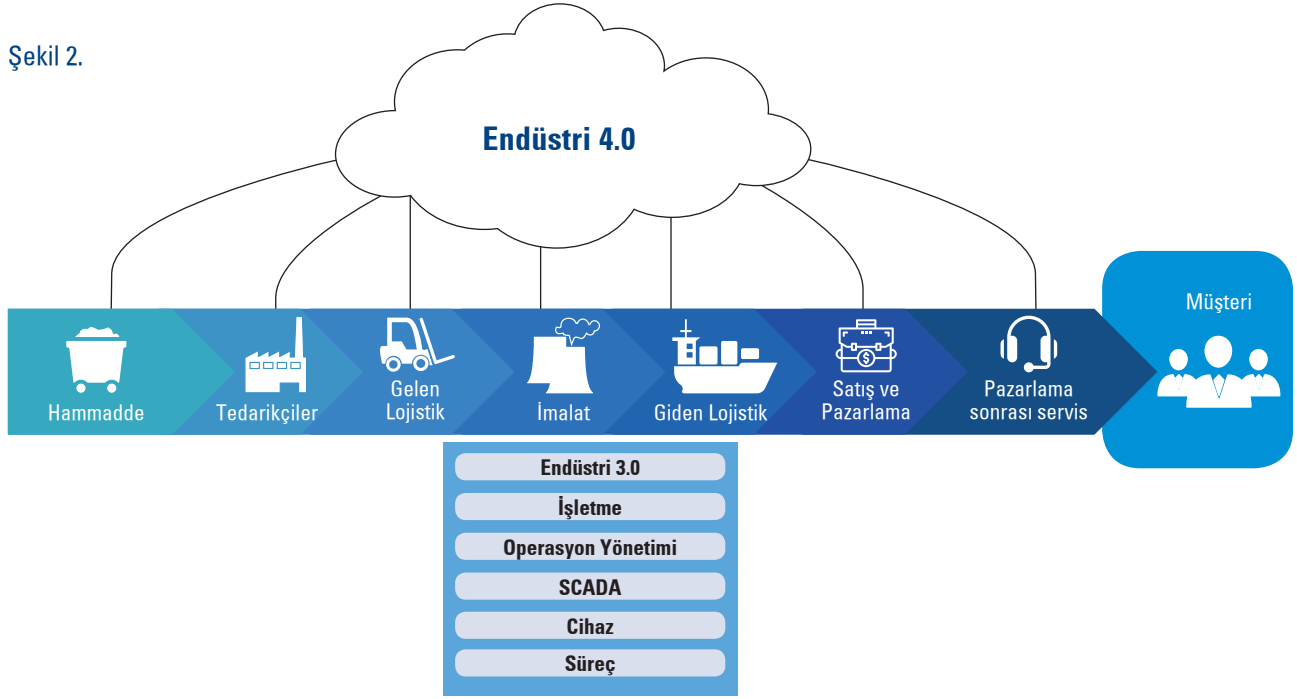 Şekil 2.
Endüstri 4.0
Hammadde
Tedarikçiler
Gelen
Lojistik
İmalat
Giden Lojistik
$
Satış ve
Pazarlama
Pazarlama
sonrası servis
Müşteri
Endüstri 3.0
İşletme
Operasyon Yönetimi
SCADA
Cihaz
Süreç